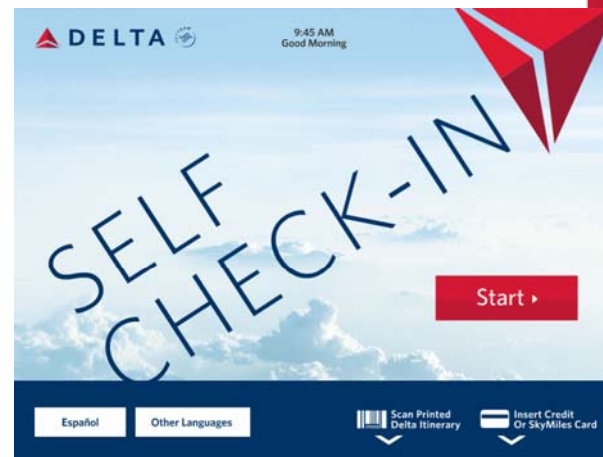 DELTA
9:45 AM
Good Morning
SELF
CHECK-IN
Start
Español
Other Languages
Scan Printed
Delta Itinerary
Insert Credit
Or SkyMiles Card